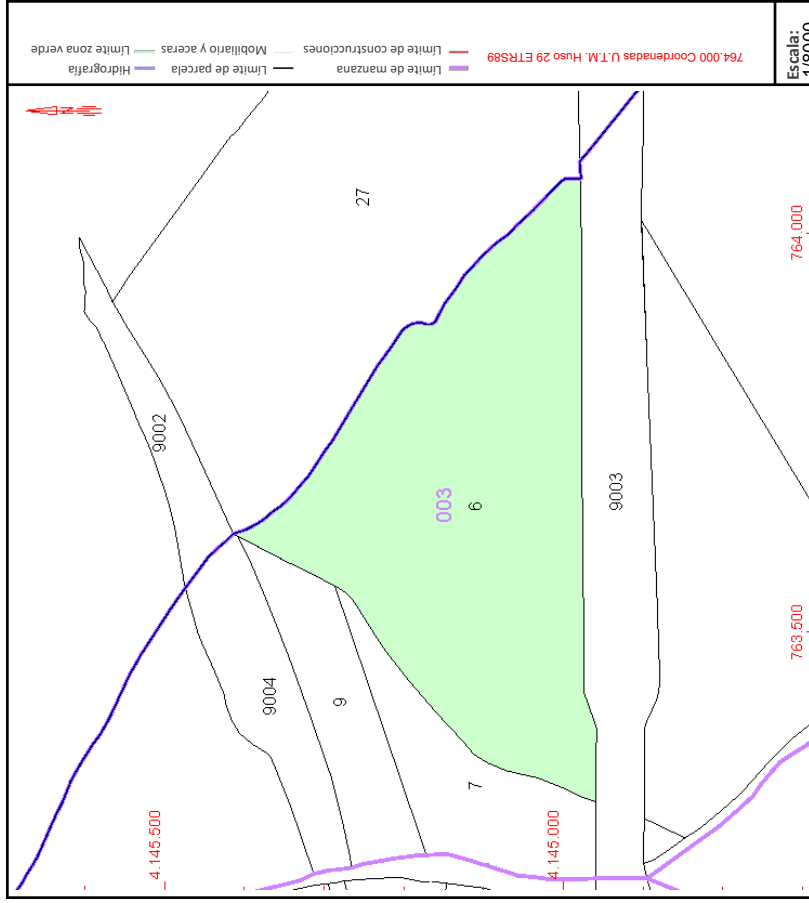 Límite de manzana
Límite de construcciones
Límite de parcela
Mobiliario y aceras
Hidrografía
Límite zona verde
764.000 Coordenadas U.T.M. Huso 29 ETRS89
Escala:
1/8000
27
9002
003
6
9003
9004
9
7
4.145.500
4.145.000
763.500
764.000